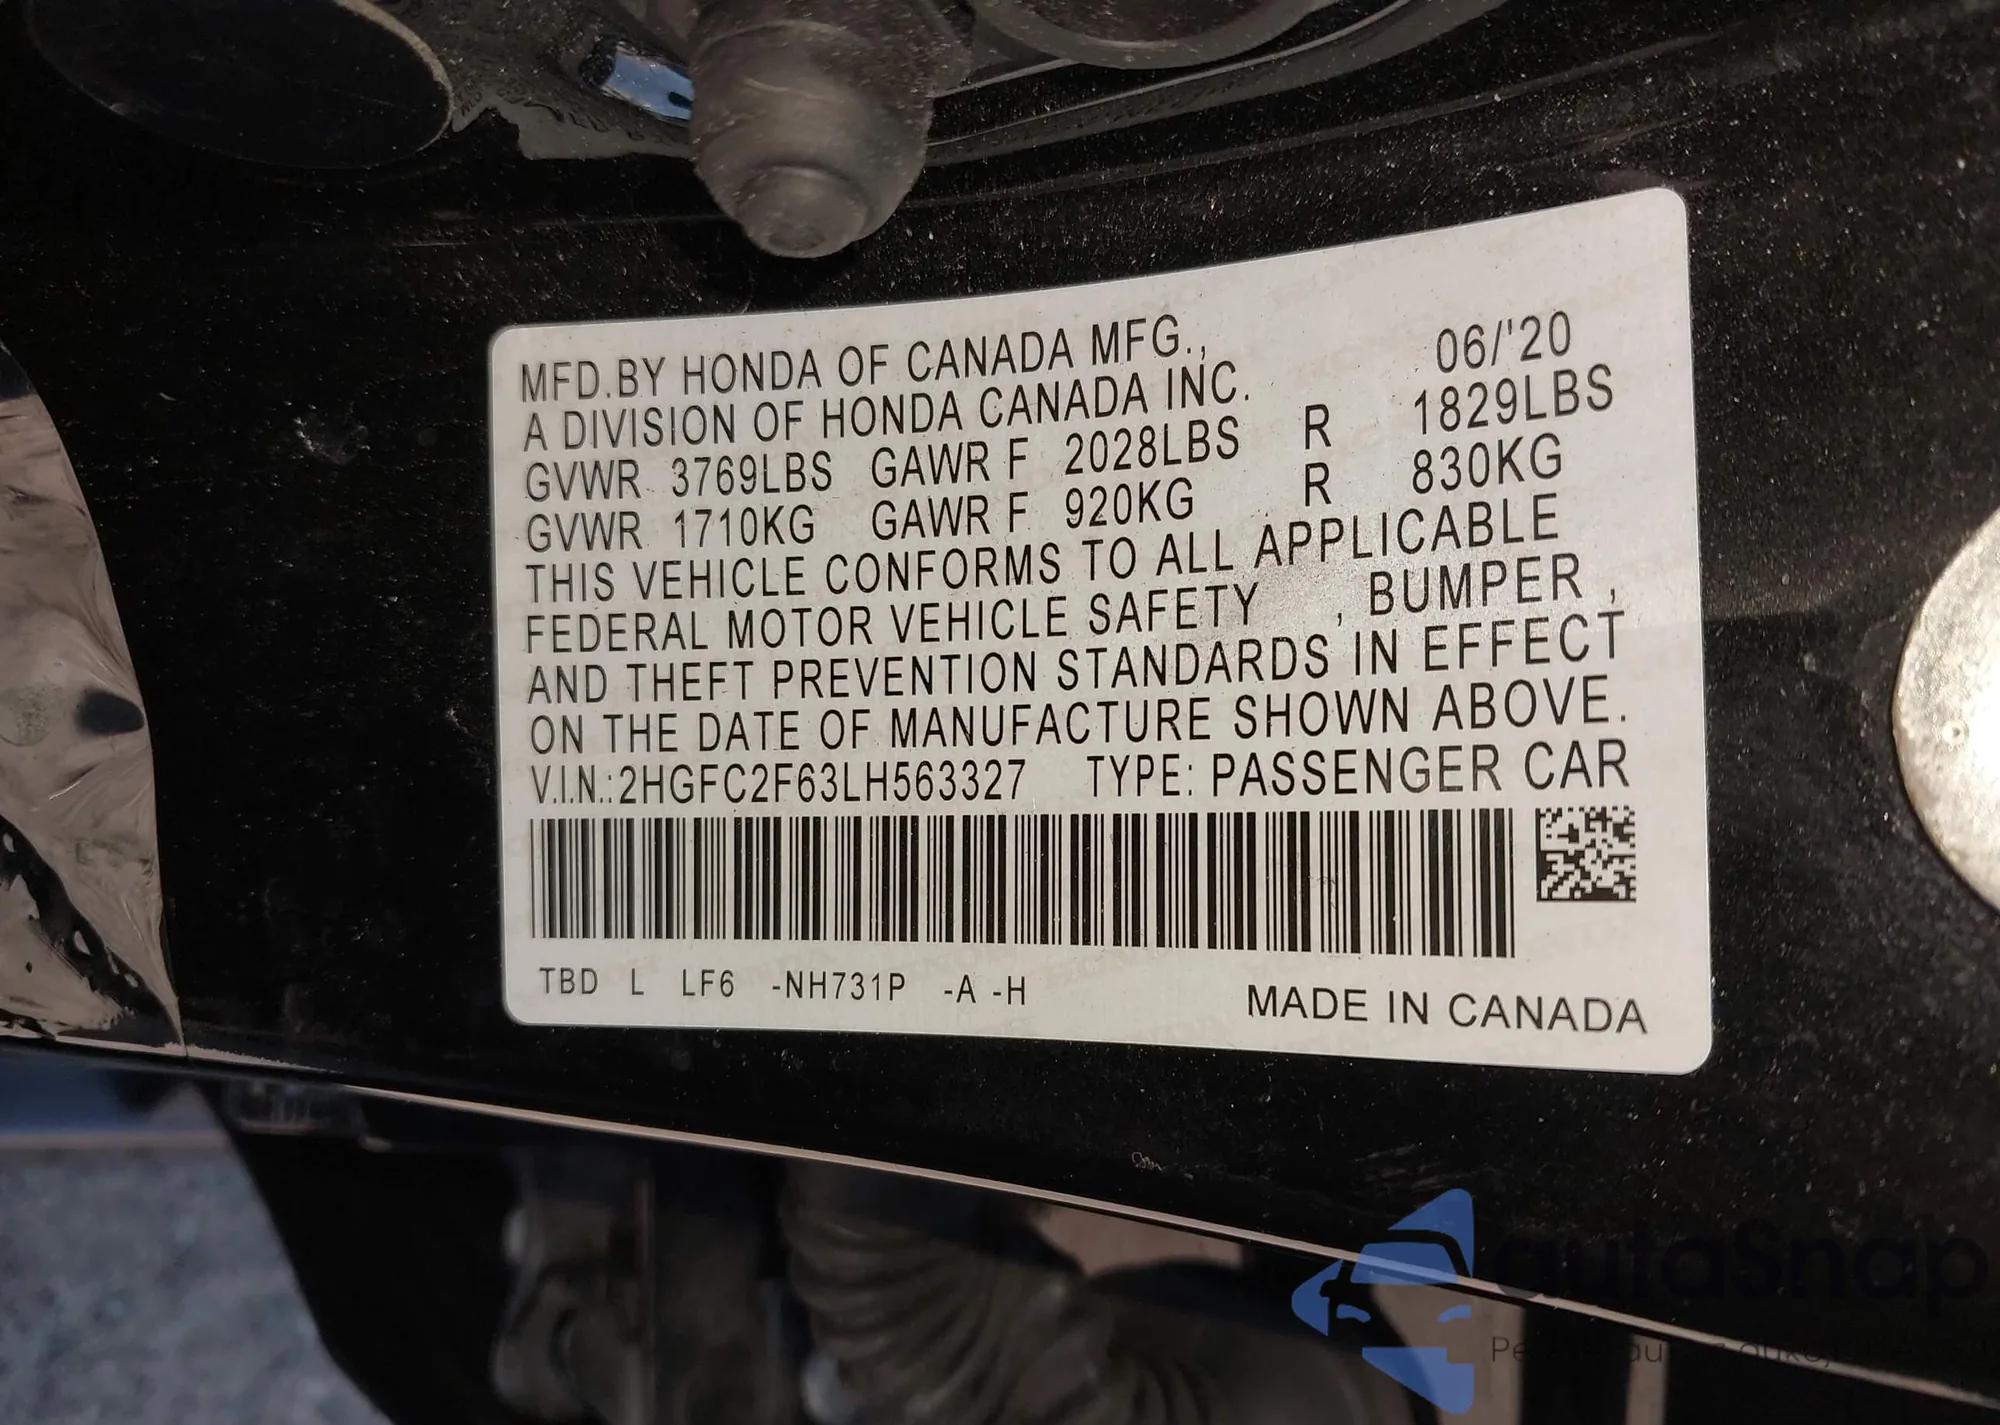 MFD.BY HONDA OF CANADA MFG., 06/'20
A DIVISION OF HONDA CANADA INC.
GVWR 3769LBS GAWR F 2028LBS R 1829LBS
GVWR 1710KG GAWR F 920KG R 830KG
THIS VEHICLE CONFORMS TO ALL APPLICABLE
FEDERAL MOTOR VEHICLE SAFETY , BUMPER ,
AND THEFT PREVENTION STANDARDS IN EFFECT
ON THE DATE OF MANUFACTURE SHOWN ABOVE.
V.I.N.:2HGFC2F63LH563327 TYPE: PASSENGER CAR
TBD L LF6 -NH731P -A -H
MADE IN CANADA
autaSnap